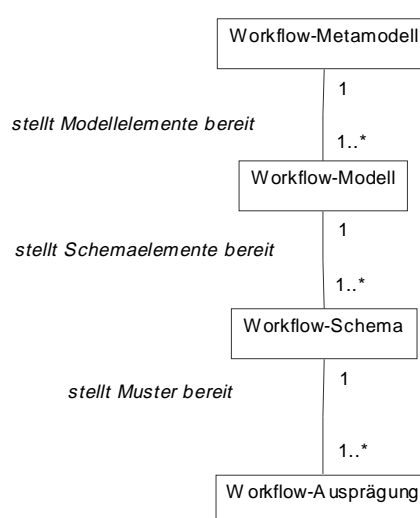 Workflow-Metamodell
1
stellt Modellelemente bereit
1..*
Workflow-Modell
1
stellt Schemaelemente bereit
1..*
Workflow-Schema
1
stellt Muster bereit
1..*
Workflow-Ausprägung